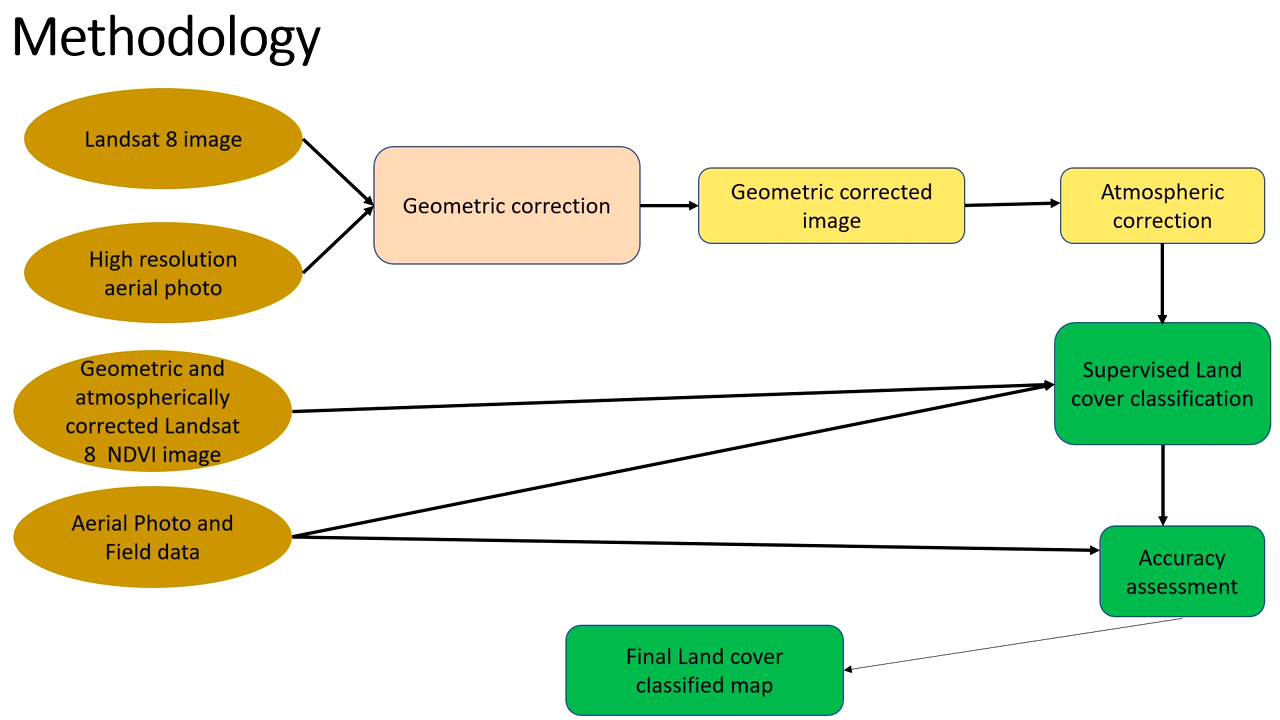 Methodology
Landsat 8 image
High resolution
aerial photo
Geometric correction
Geometric corrected
image
Atmospheric
correction
Geometric and
atmospherically
corrected Landsat
8  NDVI image
Supervised Land
cover classification
Aerial Photo and
Field data
Accuracy
assessment
Final Land cover
classified map